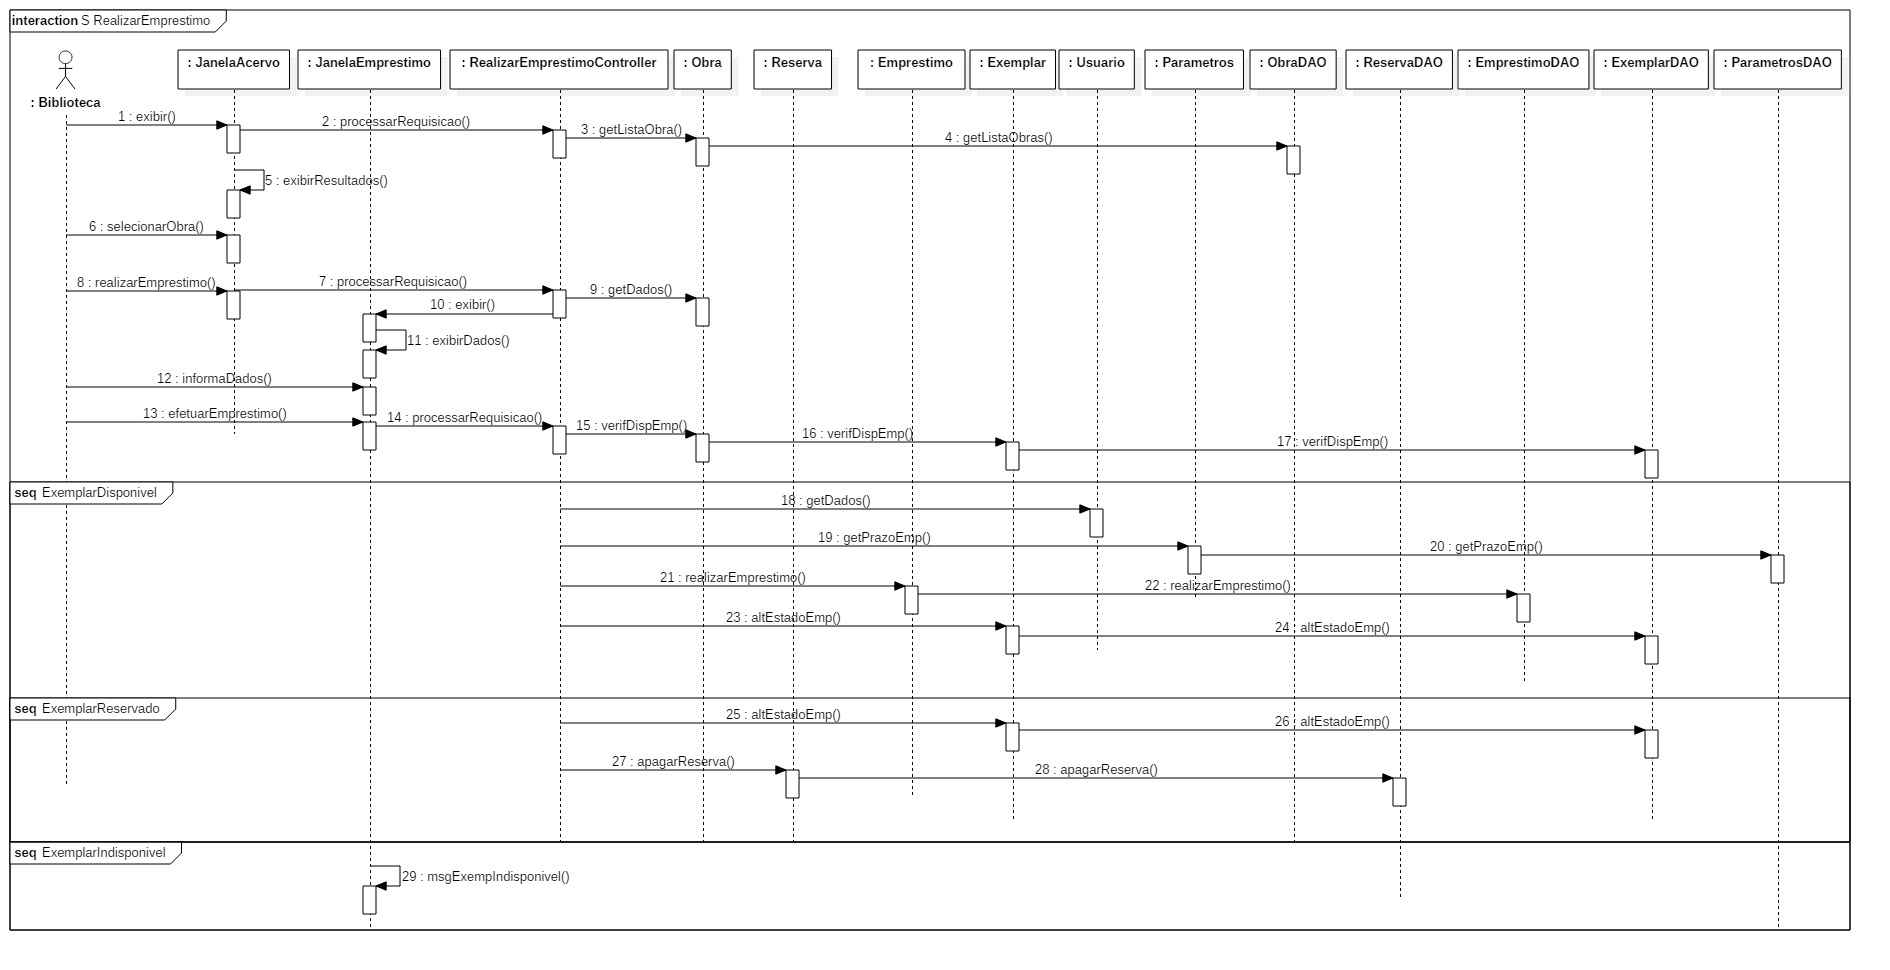 interaction S RealizarEmprestimo
: JanelaAcervo
: JanelaEmprestimo
: RealizarEmprestimoController
: Obra
: Reserva
: Emprestimo
: Exemplar
: Usuario
: Parametros
: ObraDAO
: ReservaDAO
: EmprestimoDAO
: ExemplarDAO
: ParametrosDAO
: Biblioteca
1 : exibir()
2 : processarRequisicao()
3 : getListaObra()
4 : getListaObras()
5 : exibirResultados()
6 : selecionarObra()
8 : realizarEmprestimo()
7 : processarRequisicao()
9 : getDados()
10 : exibir()
11 : exibirDados()
12 : informaDados()
13 : efetuarEmprestimo()
14 : processarRequisicao()
15 : verifDispEmp()
16 : verifDispEmp()
17 : verifDispEmp()
seq ExemplarDisponivel
18 : getDados()
19 : getPrazoEmp()
20 : getPrazoEmp()
21 : realizarEmprestimo()
22 : realizarEmprestimo()
23 : altEstadoEmp()
24 : altEstadoEmp()
seq ExemplarReservado
25 : altEstadoEmp()
26 : altEstadoEmp()
27 : apagarReserva()
28 : apagarReserva()
seq ExemplarIndisponivel
29 : msgExempIndisponivel()